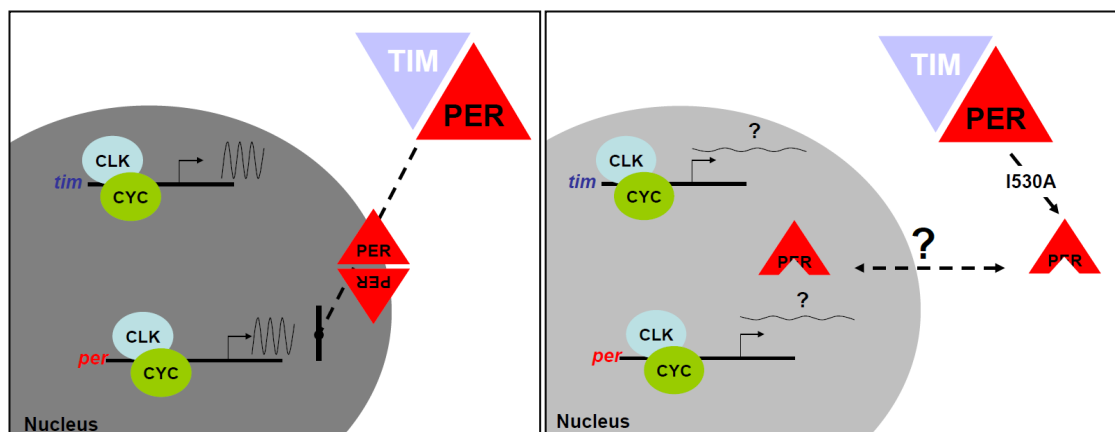 TIM
PER
CLK
tim
CYC
PER
PER
CLK
per
CYC
Nucleus
TIM
PER
?
I530A
CLK
tim
CYC
?
PER
PER
?
CLK
per
CYC
Nucleus